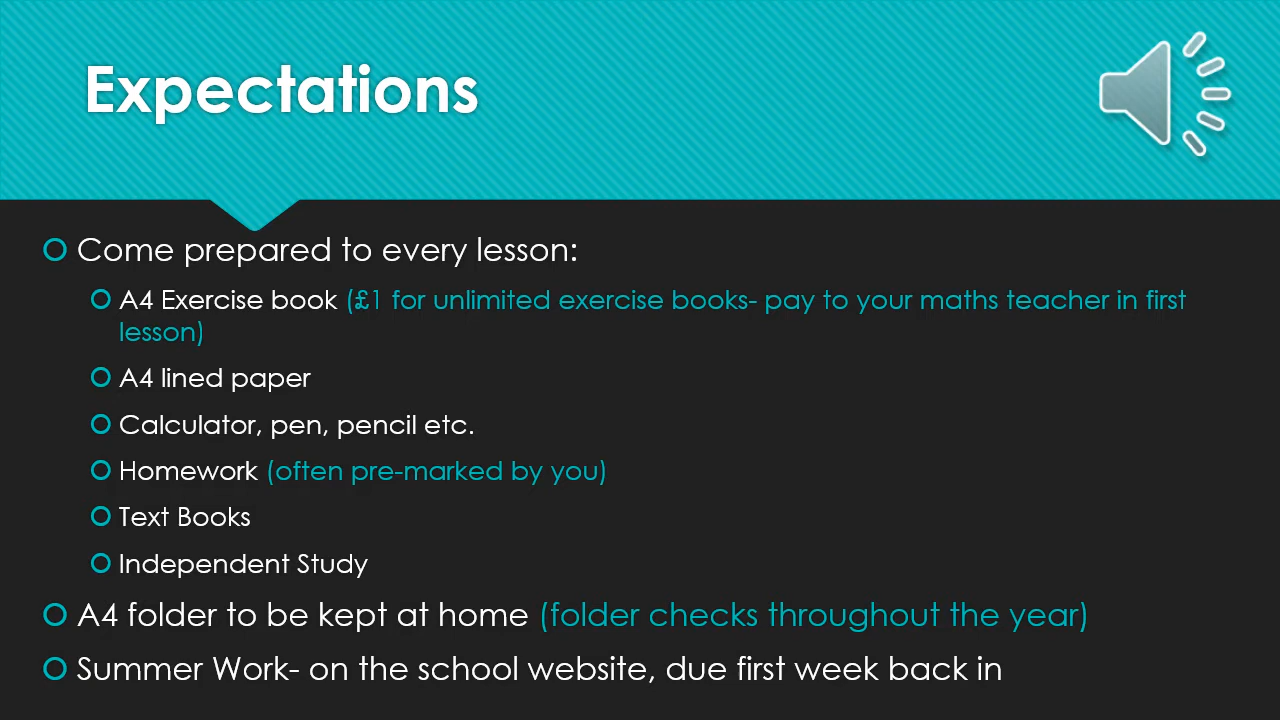 Expectations
Come prepared to every lesson:
A4 Exercise book (£1 for unlimited exercise books- pay to your maths teacher in first
lesson)
A4 lined paper
Calculator, pen, pencil etc.
Homework (often pre-marked by you)
Text Books
Independent Study
A4 folder to be kept at home (folder checks throughout the year)
Summer Work- on the school website, due first week back in